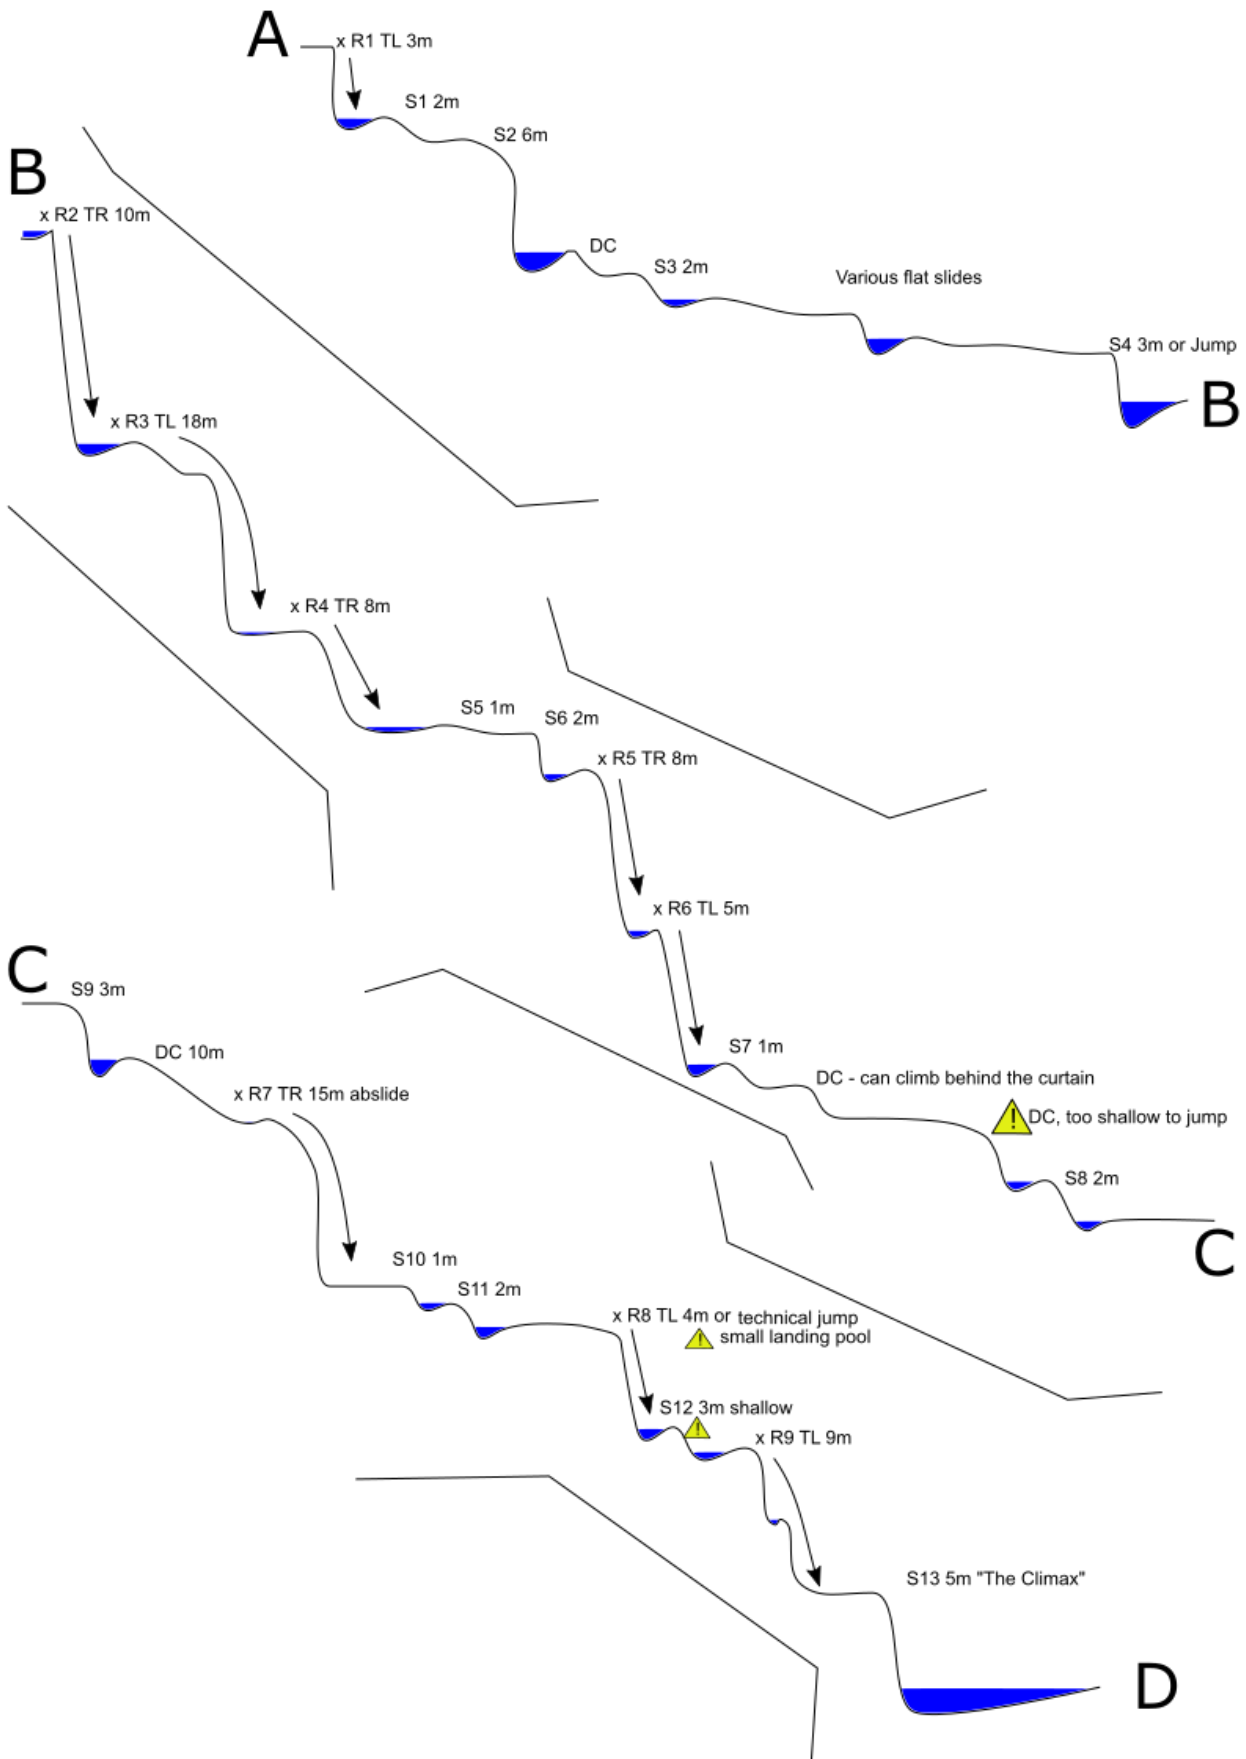 A
x R1 TL 3m
S1 2m
S2 6m
DC
S3 2m
Various flat slides
S4 3m or Jump
B
B
x R2 TR 10m
x R3 TL 18m
x R4 TR 8m
S5 1m
S6 2m
x R5 TR 8m
x R6 TL 5m
S7 1m
DC - can climb behind the curtain
! DC, too shallow to jump
S8 2m
C
C
S9 3m
DC 10m
x R7 TR 15m abslide
S10 1m
S11 2m
x R8 TL 4m or technical jump
! small landing pool
S12 3m shallow
!
x R9 TL 9m
S13 5m "The Climax"
D